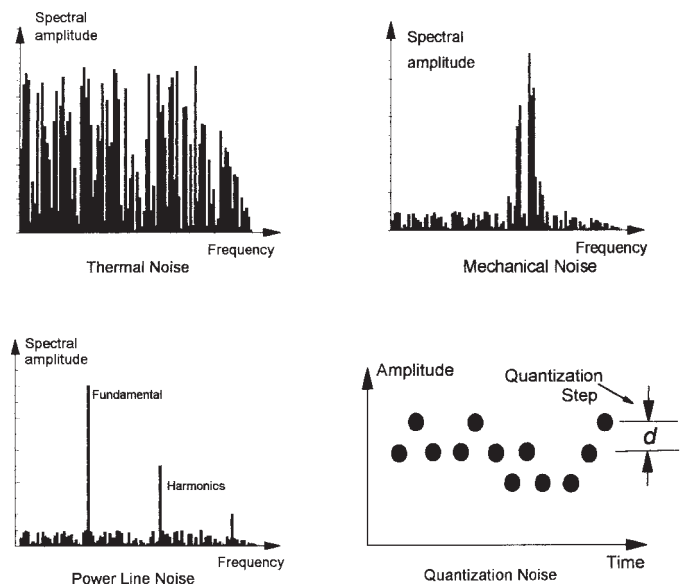 Spectral
amplitude
Frequency
Thermal Noise
Spectral
amplitude
Frequency
Mechanical Noise
Spectral
amplitude
Fundamental
Harmonics
Frequency
Power Line Noise
Amplitude
Quantization
Step
d
Time
Quantization Noise